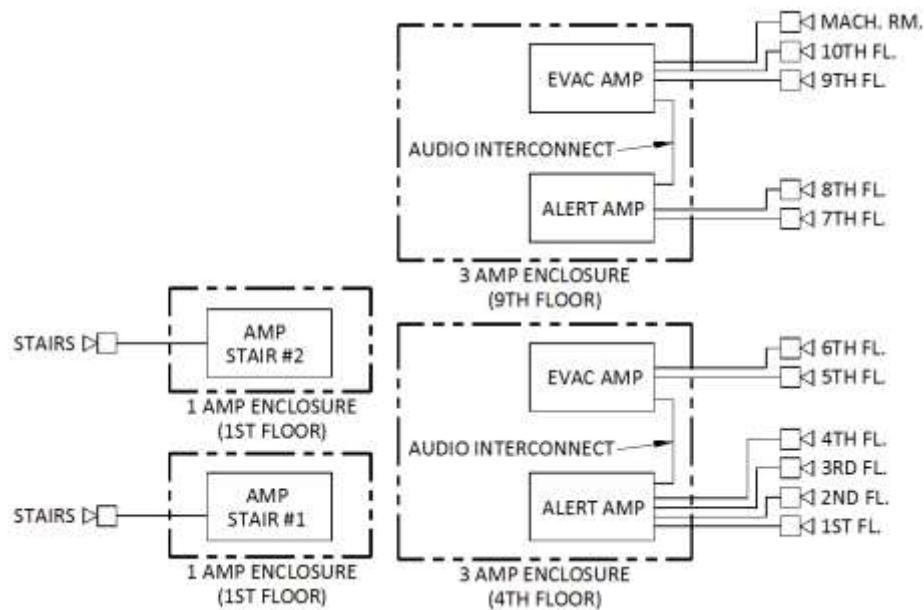 MACH. RM.
10TH FL.
9TH FL.
EVAC AMP
AUDIO INTERCONNECT
ALERT AMP
8TH FL.
7TH FL.
3 AMP ENCLOSURE
(9TH FLOOR)
STAIRS
AMP
STAIR #2
1 AMP ENCLOSURE
(1ST FLOOR)
EVAC AMP
6TH FL.
5TH FL.
AUDIO INTERCONNECT
4TH FL.
3RD FL.
2ND FL.
1ST FL.
ALERT AMP
STAIRS
AMP
STAIR #1
1 AMP ENCLOSURE
(1ST FLOOR)
3 AMP ENCLOSURE
(4TH FLOOR)